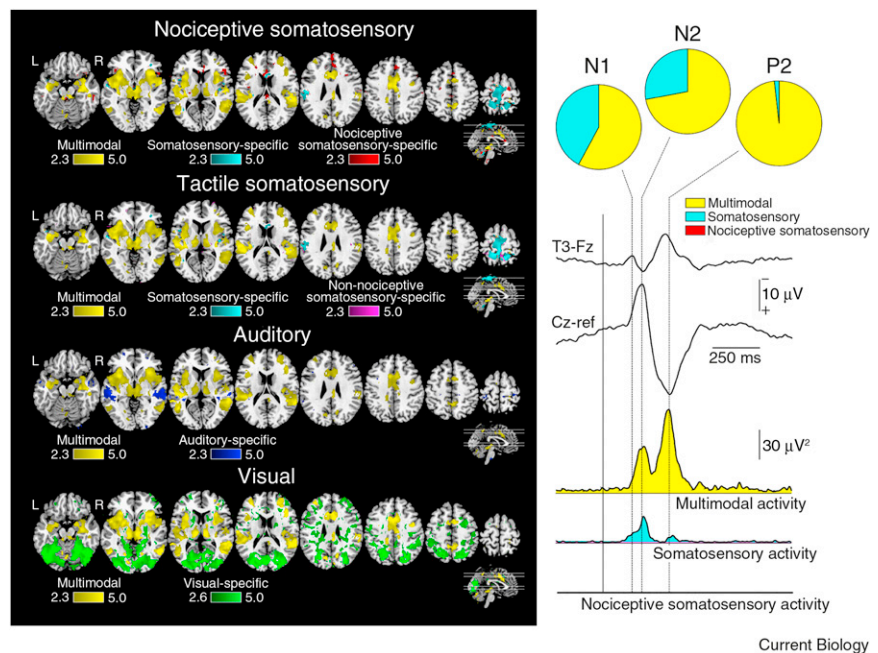 Nociceptive somatosensory
L R
Multimodal
2.3 5.0
Somatosensory-specific
2.3 5.0
Nociceptive
somatosensory-specific
2.3 5.0
Tactile somatosensory
L R
Multimodal
2.3 5.0
Somatosensory-specific
2.3 5.0
Non-nociceptive
somatosensory-specific
2.3 5.0
Auditory
L R
Multimodal
2.3 5.0
Auditory-specific
2.3 5.0
Visual
L R
Multimodal
2.3 5.0
Visual-specific
2.6 5.0
N1
N2
P2
Multimodal
Somatosensory
Nociceptive somatosensory
T3-Fz
−
10 μV
+
Cz-ref
250 ms
30 μV²
Multimodal activity
Somatosensory activity
Nociceptive somatosensory activity
Current Biology